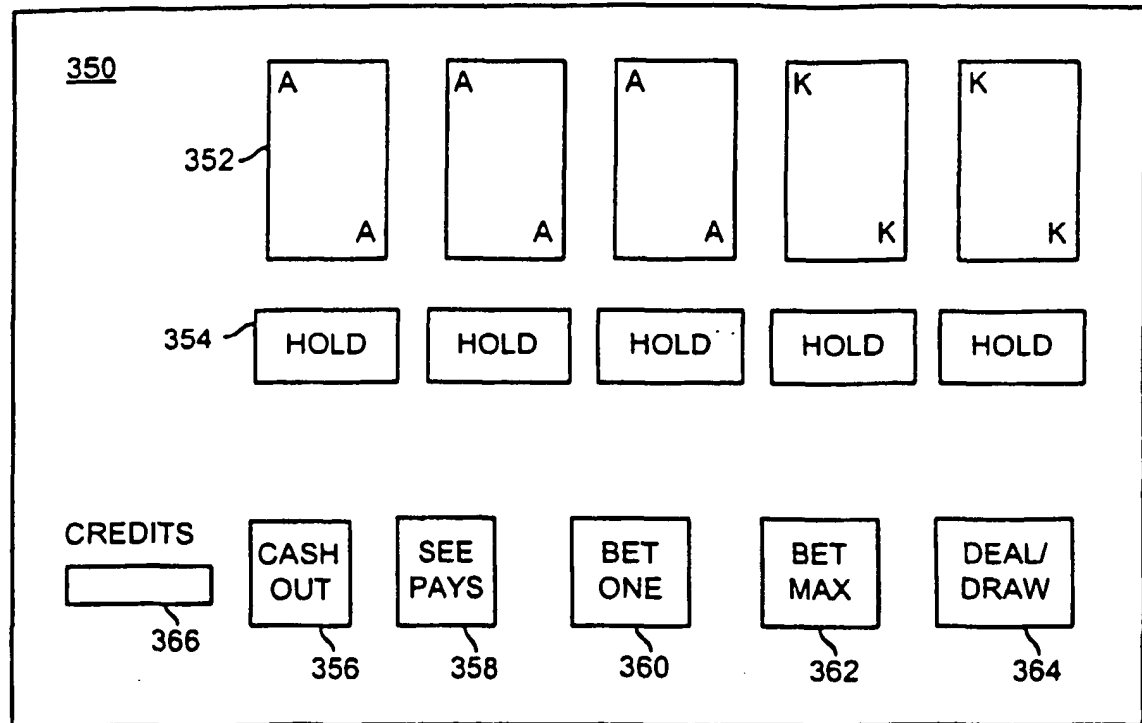 350
A A A K K
352
A A A K K
354
HOLD HOLD HOLD HOLD HOLD
CREDITS
366
CASH
OUT
356
SEE
PAYS
358
BET
ONE
360
BET
MAX
362
DEAL/
DRAW
364